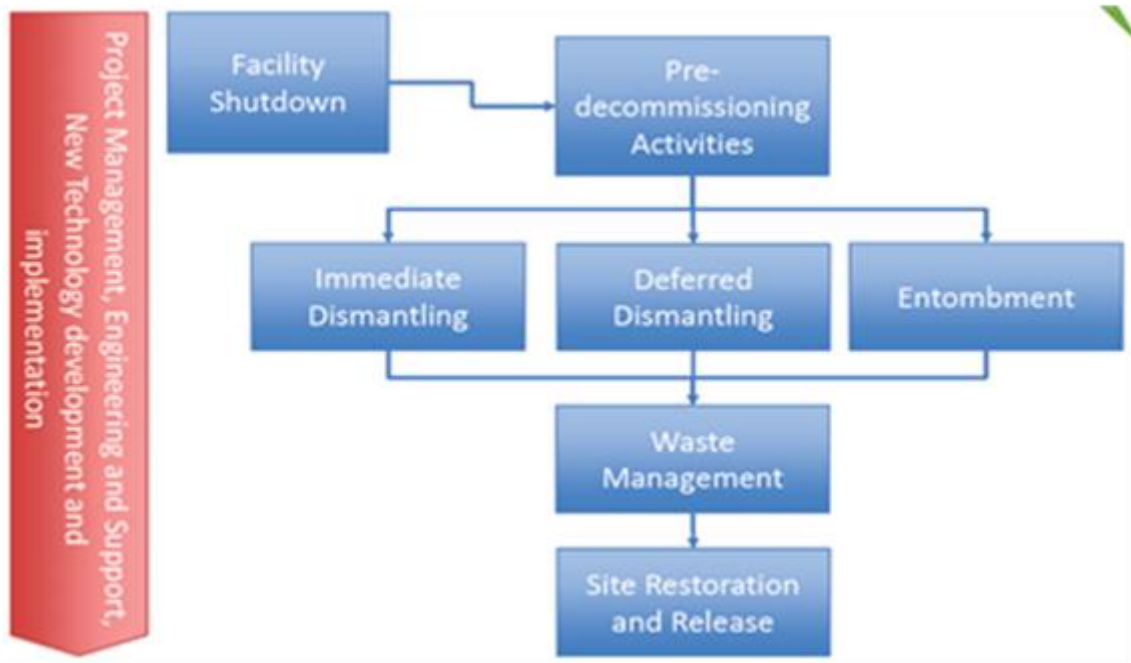 Project Management, Engineering and Support,
New Technology development and
implementation
Facility
Shutdown
Pre-
decommissioning
Activities
Immediate
Dismantling
Deferred
Dismantling
Entombment
Waste
Management
Site Restoration
and Release